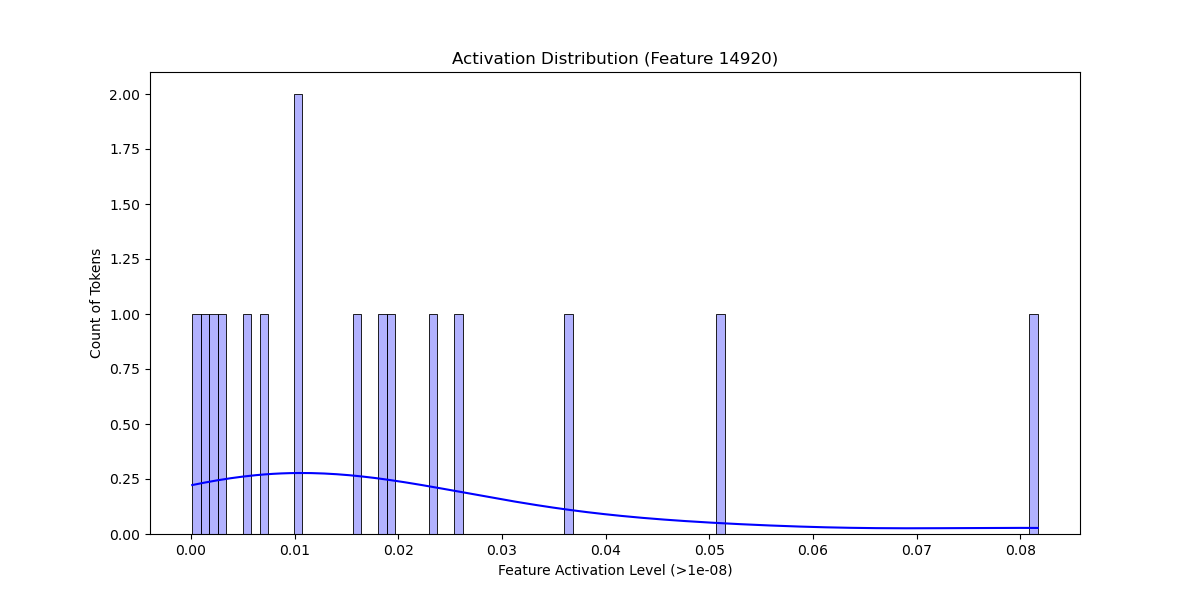 Activation Distribution (Feature 14920)
Count of Tokens
2.00
1.75
1.50
1.25
1.00
0.75
0.50
0.25
0.00
0.00 0.01 0.02 0.03 0.04 0.05 0.06 0.07 0.08
Feature Activation Level (>1e-08)